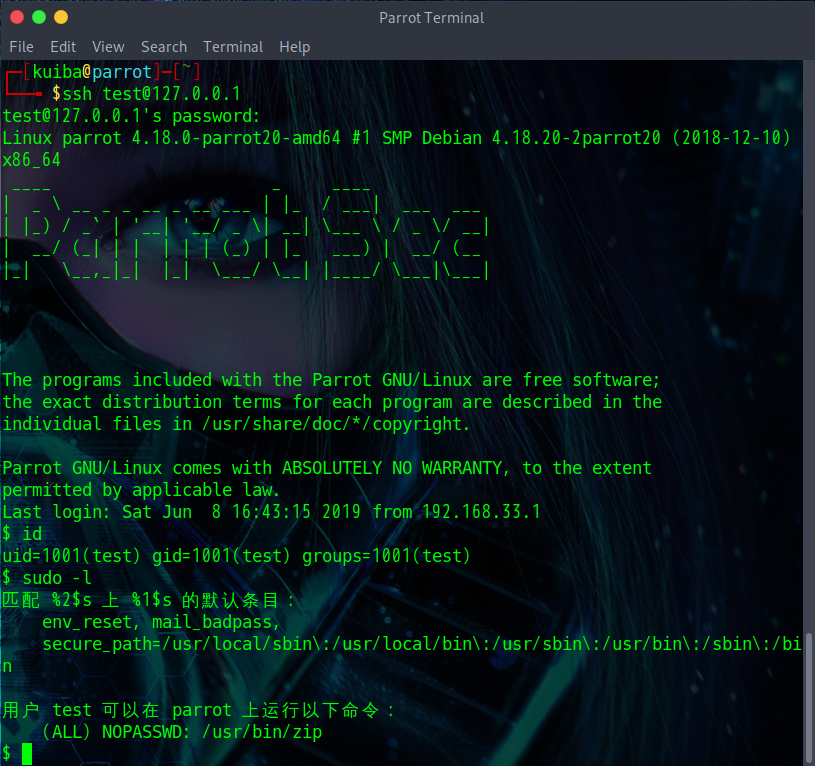 Parrot Terminal
File Edit View Search Terminal Help
┌─[kuiba@parrot]─[~]
└──╼ $ssh test@127.0.0.1
test@127.0.0.1's password:
Linux parrot 4.18.0-parrot20-amd64 #1 SMP Debian 4.18.20-2parrot20 (2018-12-10)
x86_64
 ____                      _     ____
|  _ \ __ _ _ __ _ __ ___ | |_  / ___|  ___  ___
| |_) / _` | '__| '__/ _ \| __| \___ \ / _ \/ __|
|  __/ (_| | |  | | | (_) | |_   ___) |  __/ (__
|_|   \__,_|_|  |_|  \___/ \__| |____/ \___|\___|
The programs included with the Parrot GNU/Linux are free software;
the exact distribution terms for each program are described in the
individual files in /usr/share/doc/*/copyright.
Parrot GNU/Linux comes with ABSOLUTELY NO WARRANTY, to the extent
permitted by applicable law.
Last login: Sat Jun  8 16:43:15 2019 from 192.168.33.1
$ id
uid=1001(test) gid=1001(test) groups=1001(test)
$ sudo -l
匹配 %2$s 上 %1$s 的默认条目：
    env_reset, mail_badpass,
    secure_path=/usr/local/sbin\:/usr/local/bin\:/usr/sbin\:/usr/bin\:/sbin\:/bi
n
用户 test 可以在 parrot 上运行以下命令：
    (ALL) NOPASSWD: /usr/bin/zip
$